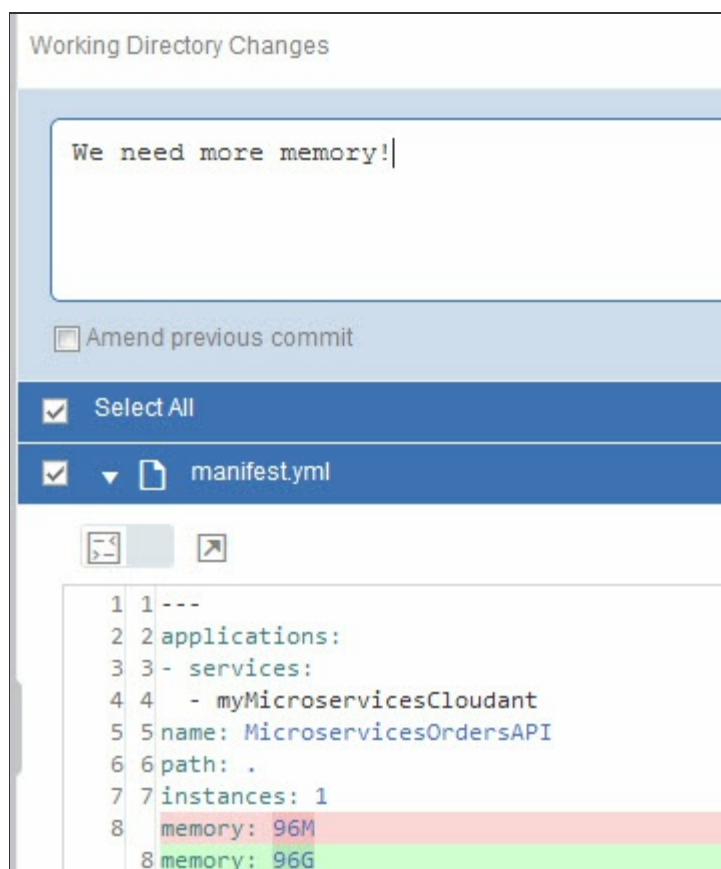 Working Directory Changes
We need more memory!
Amend previous commit
Select All
manifest.yml
1 1 ---
2 2 applications:
3 3 - services:
4 4   - myMicroservicesCloudant
5 5 name: MicroservicesOrdersAPI
6 6 path: .
7 7 instances: 1
8   memory: 96M
  8 memory: 96G